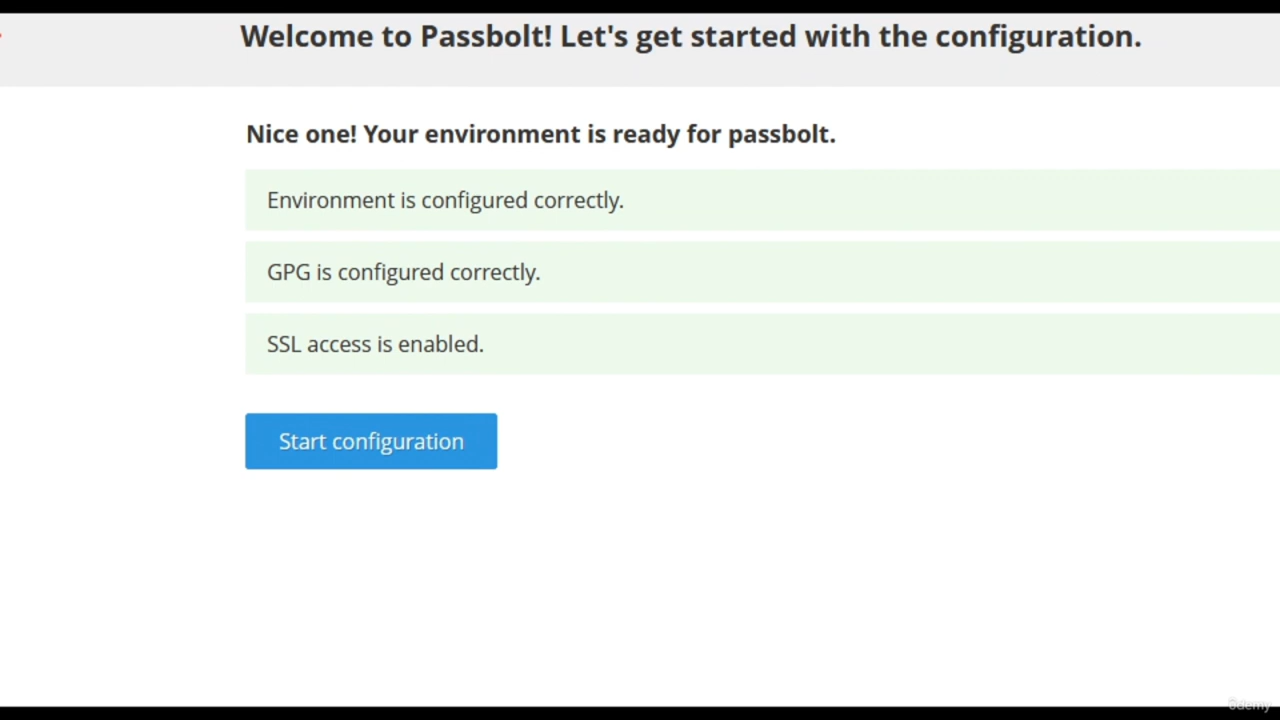 Welcome to Passbolt! Let's get started with the configuration.
Nice one! Your environment is ready for passbolt.
Environment is configured correctly.
GPG is configured correctly.
SSL access is enabled.
Start configuration
ûdemy